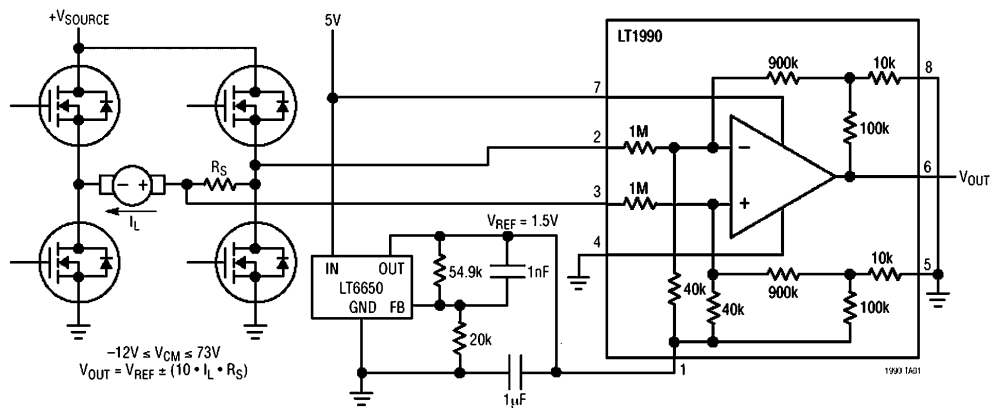 +VSOURCE
5V
LT1990
900k
10k
8
7
100k
2
1M
−
RS
6
VOUT
− +
3
1M
+
IL
VREF = 1.5V
4
10k
5
IN
OUT
54.9k
1nF
900k
LT6650
GND
FB
40k
40k
100k
20k
−12V ≤ VCM ≤ 73V
VOUT = VREF ± (10 • IL • RS)
1
1µF
1990 TA01